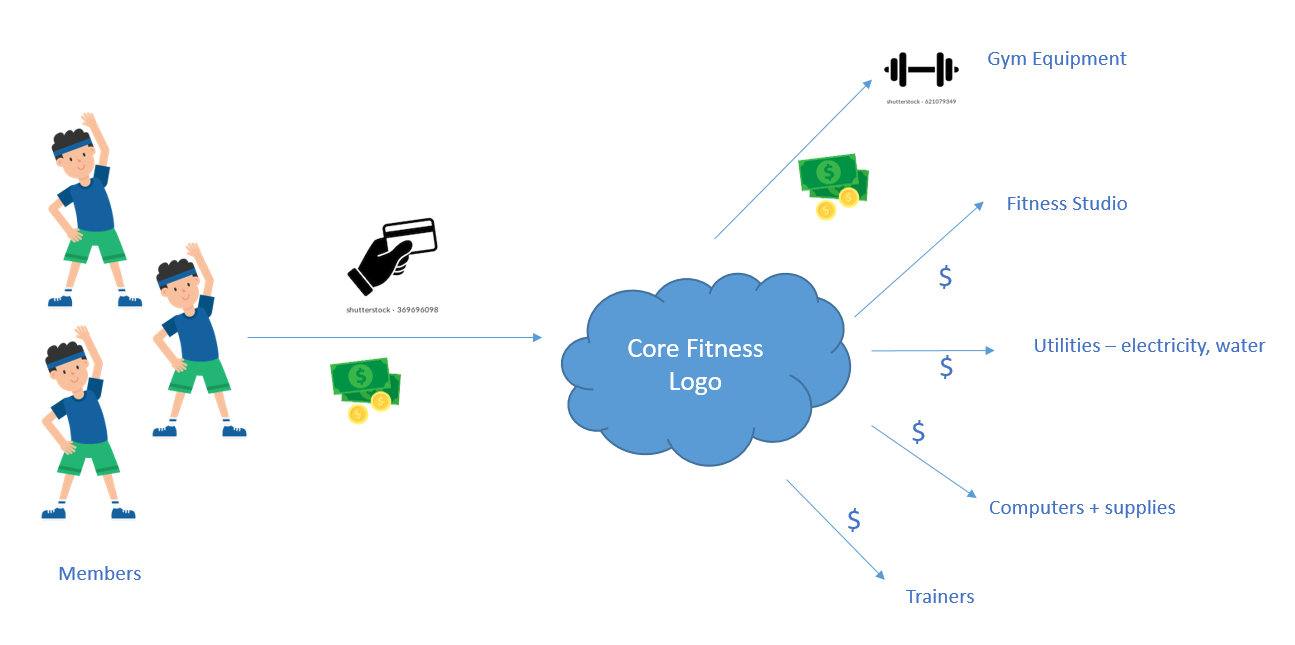 Gym Equipment
shutterstock · 621079349
Fitness Studio
$
shutterstock · 369696098
Utilities – electricity, water
$
Core Fitness
Logo
$
Computers + supplies
$
Members
Trainers